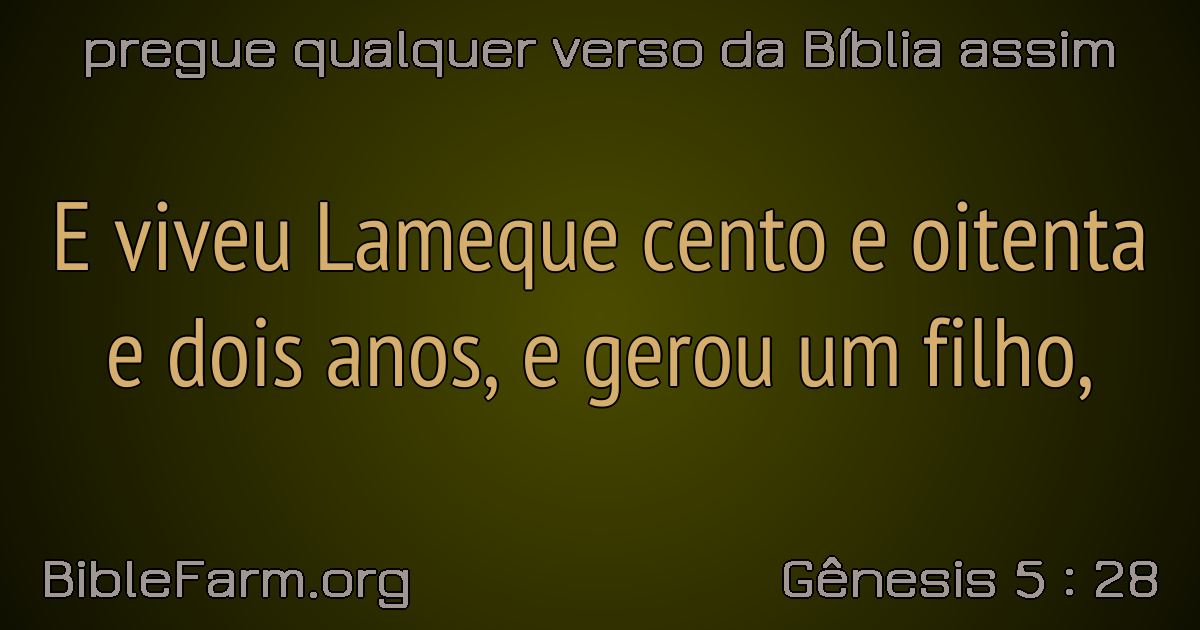 pregue qualquer verso da Bíblia assim
E viveu Lameque cento e oitenta
e dois anos, e gerou um filho,
BibleFarm.org
Gênesis 5 : 28